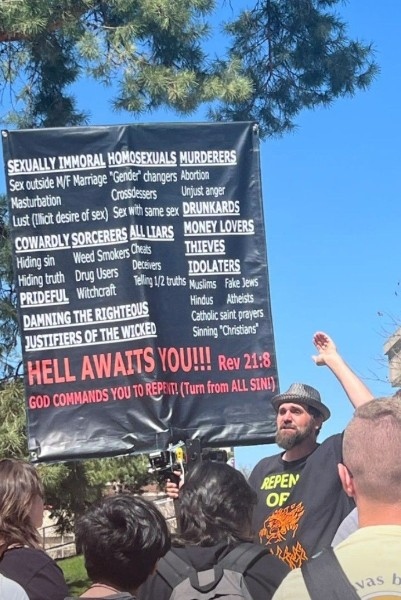 SEXUALLY IMMORAL HOMOSEXUALS MURDERERS
Sex outside M/F Marriage "Gender" changers Abortion
Masturbation Crossdessers Unjust anger
Lust (Illicit desire of sex) Sex with same sex DRUNKARDS
COWARDLY SORCERERS ALL LIARS MONEY LOVERS
Hiding sin Weed Smokers Cheats THIEVES
Hiding truth Drug Users Deceivers IDOLATERS
PRIDEFUL Witchcraft Telling 1/2 truths Muslims Fake Jews
DAMNING THE RIGHTEOUS Hindus Atheists
JUSTIFIERS OF THE WICKED Catholic saint prayers
Sinning "Christians"
HELL AWAITS YOU!!! Rev 21:8
GOD COMMANDS YOU TO REPENT! (Turn from ALL SIN!)
REPEN
OF